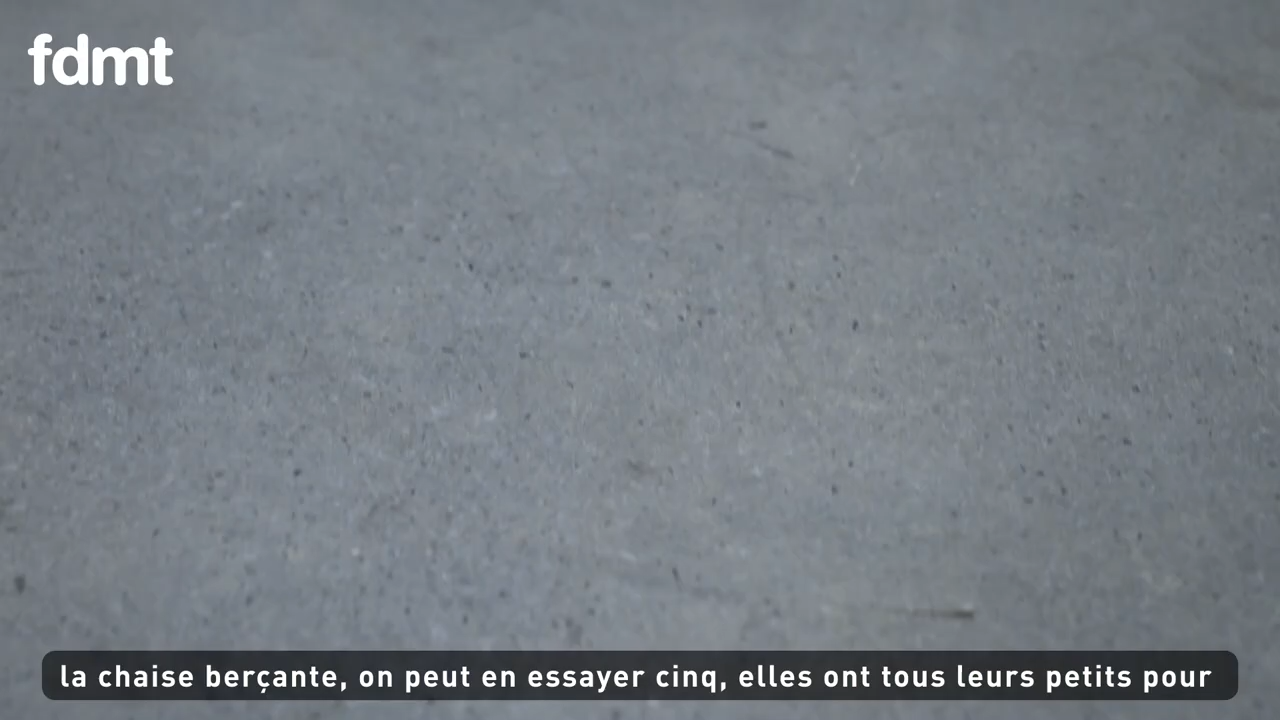 fdmt
la chaise berçante, on peut en essayer cinq, elles ont tous leurs petits pour